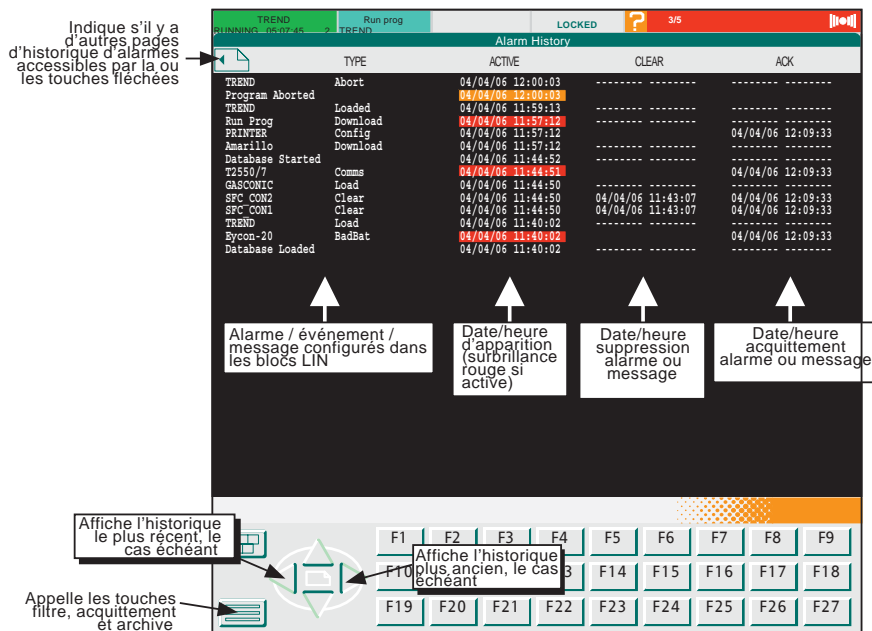 Indique s'il y a
d'autres pages
d'historique d'alarmes
accessibles par la ou
les touches fléchées
TREND
RUNNING 05:07:45 2
Run prog
TREND
LOCKED
?
3/5
Alarm History
TYPE ACTIVE CLEAR ACK
TREND Abort 04/04/06 12:00:03 -------- -------- -------- --------
Program Aborted 04/04/06 12:00:03
TREND Loaded 04/04/06 11:59:13 -------- -------- -------- --------
Run Prog Download 04/04/06 11:57:12 -------- -------- -------- --------
PRINTER Config 04/04/06 11:57:12 04/04/06 12:09:33
Amarillo Download 04/04/06 11:57:12 -------- -------- -------- --------
Database Started 04/04/06 11:44:52
T2550/7 Comms 04/04/06 11:44:51 -------- -------- 04/04/06 12:09:33
GASCONIC Load 04/04/06 11:44:50 -------- -------- -------- --------
SFC_CON2 Clear 04/04/06 11:44:50 04/04/06 11:43:07 04/04/06 12:09:33
SFC_CON1 Clear 04/04/06 11:44:50 04/04/06 11:43:07 04/04/06 12:09:33
TREND Load 04/04/06 11:40:02 -------- -------- -------- --------
Eycon-20 BadBat 04/04/06 11:40:02 -------- -------- 04/04/06 12:09:33
Database Loaded 04/04/06 11:40:02 -------- -------- -------- --------
Alarme / événement /
message configurés dans
les blocs LIN
Date/heure
d'apparition
(surbrillance
rouge si
active)
Date/heure
suppression
alarme ou
message
Date/heure
acquittement
alarme ou message
Affiche l'historique
le plus récent, le
cas échéant
Affiche l'historique
plus ancien, le cas
échéant
Appelle les touches
filtre, acquittement
et archive
F1 F2 F3 F4 F5 F6 F7 F8 F9
F10 3 F14 F15 F16 F17 F18
F19 F20 F21 F22 F23 F24 F25 F26 F27